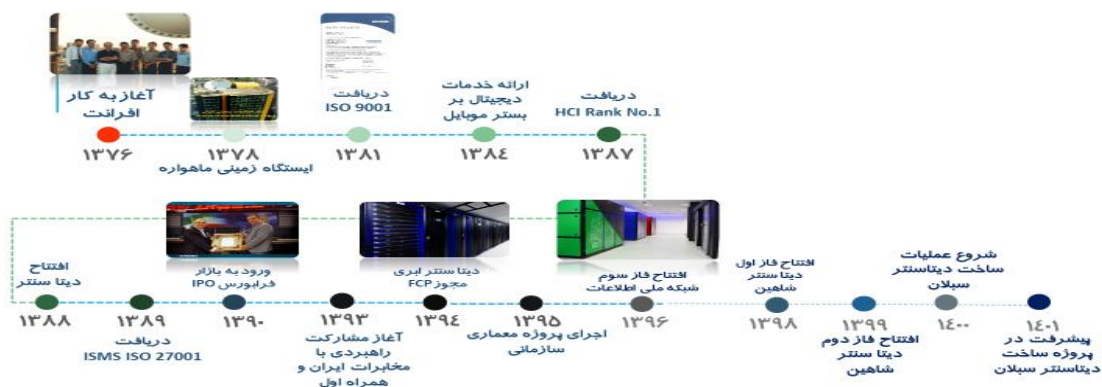 آغاز به کار
افرانت
۱۳۷۶
۱۳۷۸
ایستگاه زمینی ماهواره
دریافت
ISO 9001
۱۳۸۱
ارائه خدمات
دیجیتال بر
بستر موبایل
۱۳۸٤
دریافت
HCI Rank No.1
۱۳۸۷
افتتاح
دیتا سنتر
۱۳۸۸
۱۳۸۹
دریافت
ISMS ISO 27001
ورود به بازار
فرابورس IPO
۱۳۹۰
۱۳۹۳
آغاز مشارکت
راهبردی با
مخابرات ایران و
همراه اول
دیتا سنتر ابری
مجوز FCP
۱۳۹٤
۱۳۹۵
اجرای پروژه معماری
سازمانی
افتتاح فاز سوم
شبکه ملی اطلاعات
۱۳۹۶
افتتاح فاز اول
دیتا سنتر
شاهین
۱۳۹۸
۱۳۹۹
افتتاح فاز دوم
دیتا سنتر
شاهین
شروع عملیات
ساخت دیتاسنتر
سبلان
۱٤۰۰
۱٤۰۱
پیشرفت در
پروژه ساخت
دیتاسنتر سبلان